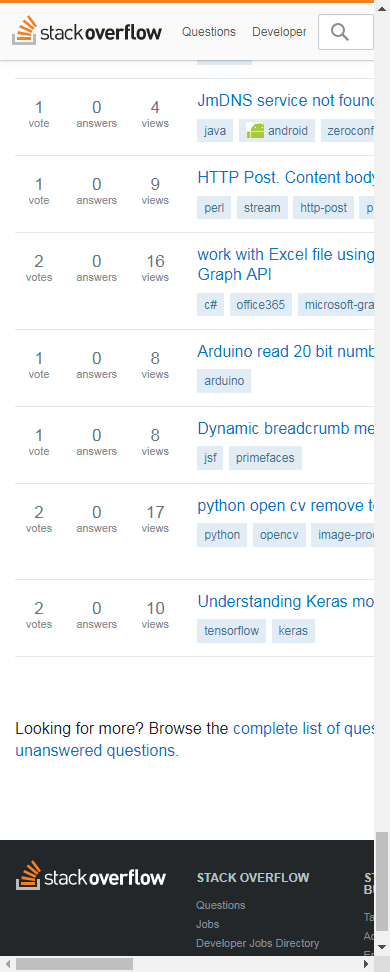 stackoverflow Questions Developer
1 0 4 JmDNS service not found
vote answers views
java android zeroconf
1 0 9 HTTP Post. Content body
vote answers views
perl stream http-post
2 0 16 work with Excel file using
votes answers views Graph API
c# office365 microsoft-gra
1 0 8 Arduino read 20 bit numb
vote answers views
arduino
1 0 8 Dynamic breadcrumb me
vote answers views
jsf primefaces
2 0 17 python open cv remove t
votes answers views
python opencv image-proc
2 0 10 Understanding Keras mo
votes answers views
tensorflow keras
Looking for more? Browse the complete list of ques
unanswered questions.
stackoverflow STACK OVERFLOW
Questions
Jobs
Developer Jobs Directory